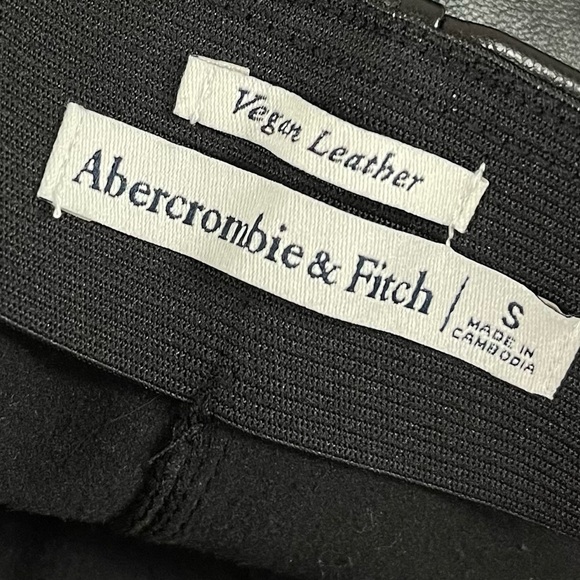 Vegan Leather
Abercrombie & Fitch
S
MADE IN
CAMBODIA